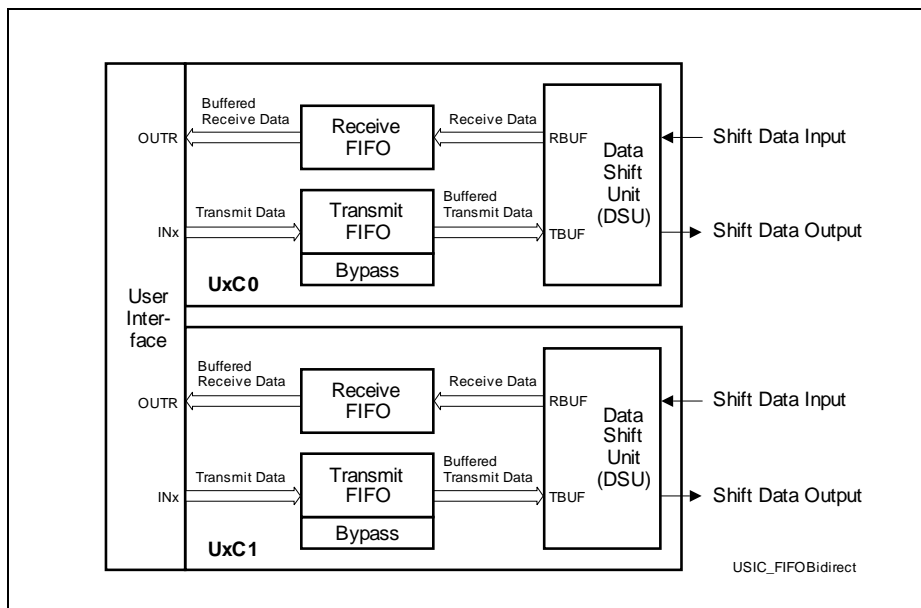 Buffered
Receive Data
Receive
FIFO
Receive Data
OUTR
RBUF
Shift Data Input
Data
Shift
Unit
(DSU)
Transmit Data
Transmit
FIFO
Buffered
Transmit Data
INx
TBUF
Shift Data Output
Bypass
UxC0
User
Inter-
face
Buffered
Receive Data
Receive
FIFO
Receive Data
OUTR
RBUF
Shift Data Input
Data
Shift
Unit
(DSU)
Transmit Data
Transmit
FIFO
Buffered
Transmit Data
INx
TBUF
Shift Data Output
Bypass
UxC1
USIC_FIFOBidirect